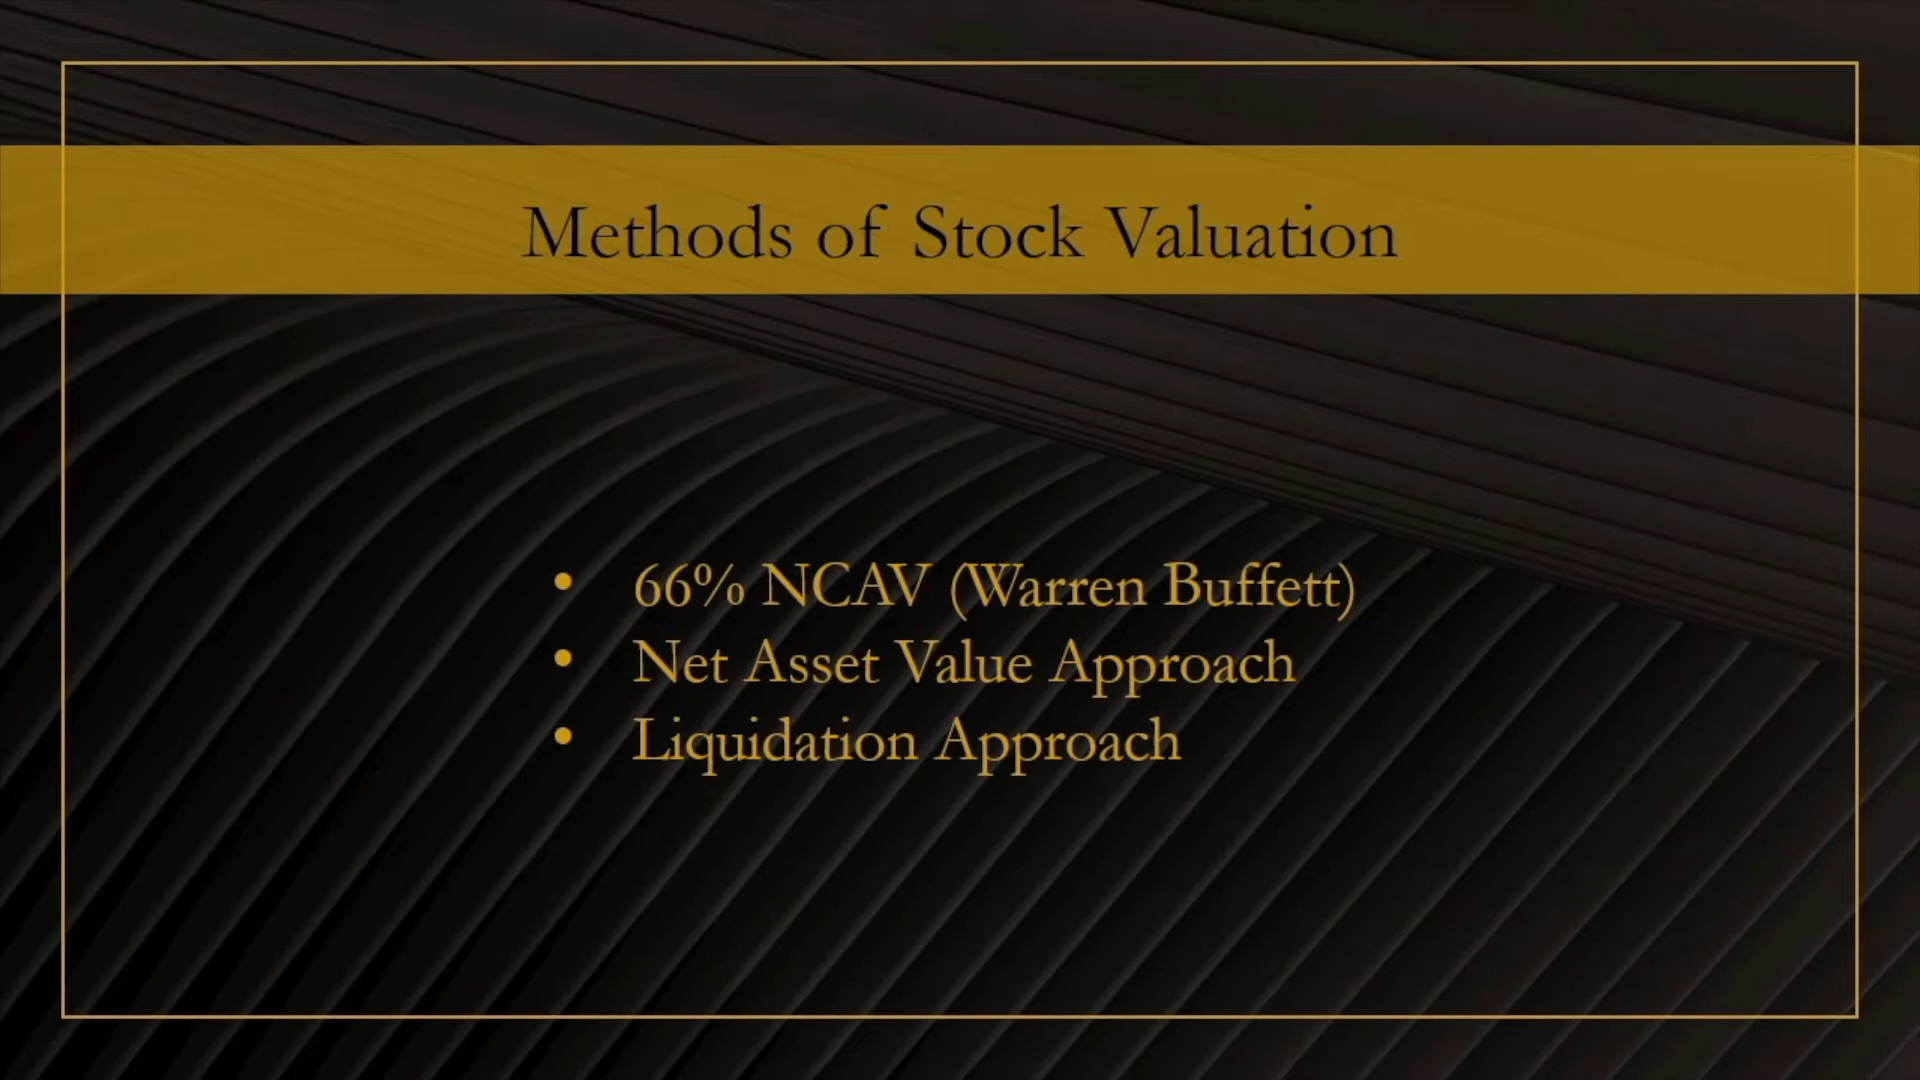 Methods of Stock Valuation
• 66% NCAV (Warren Buffett)
• Net Asset Value Approach
• Liquidation Approach